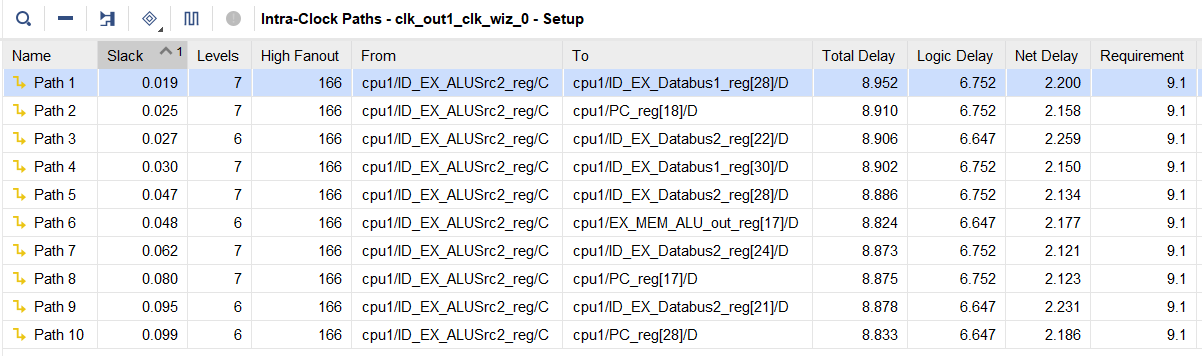 Intra-Clock Paths - clk_out1_clk_wiz_0 - Setup
Name Slack 1 Levels High Fanout From To Total Delay Logic Delay Net Delay Requirement
Path 1 0.019 7 166 cpu1/ID_EX_ALUSrc2_reg/C cpu1/ID_EX_Databus1_reg[28]/D 8.952 6.752 2.200 9.1
Path 2 0.025 7 166 cpu1/ID_EX_ALUSrc2_reg/C cpu1/PC_reg[18]/D 8.910 6.752 2.158 9.1
Path 3 0.027 6 166 cpu1/ID_EX_ALUSrc2_reg/C cpu1/ID_EX_Databus2_reg[22]/D 8.906 6.647 2.259 9.1
Path 4 0.030 7 166 cpu1/ID_EX_ALUSrc2_reg/C cpu1/ID_EX_Databus1_reg[30]/D 8.902 6.752 2.150 9.1
Path 5 0.047 7 166 cpu1/ID_EX_ALUSrc2_reg/C cpu1/ID_EX_Databus2_reg[28]/D 8.886 6.752 2.134 9.1
Path 6 0.048 6 166 cpu1/ID_EX_ALUSrc2_reg/C cpu1/EX_MEM_ALU_out_reg[17]/D 8.824 6.647 2.177 9.1
Path 7 0.062 7 166 cpu1/ID_EX_ALUSrc2_reg/C cpu1/ID_EX_Databus2_reg[24]/D 8.873 6.752 2.121 9.1
Path 8 0.080 7 166 cpu1/ID_EX_ALUSrc2_reg/C cpu1/PC_reg[17]/D 8.875 6.752 2.123 9.1
Path 9 0.095 6 166 cpu1/ID_EX_ALUSrc2_reg/C cpu1/ID_EX_Databus2_reg[21]/D 8.878 6.647 2.231 9.1
Path 10 0.099 6 166 cpu1/ID_EX_ALUSrc2_reg/C cpu1/PC_reg[28]/D 8.833 6.647 2.186 9.1